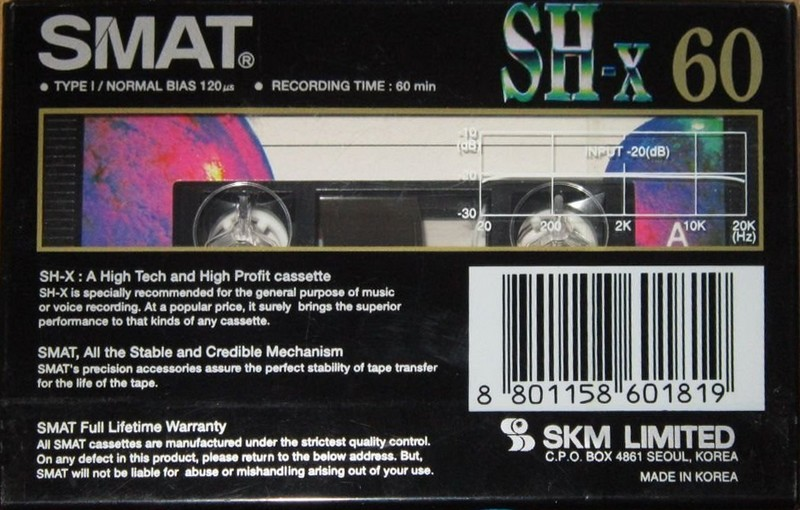 SMAT®
• TYPE I / NORMAL BIAS 120µs • RECORDING TIME : 60 min
SH-X 60
-10
(dB)
INPUT -20(dB)
-30
20 200 2K 10K 20K
(Hz)
A
SH-X : A High Tech and High Profit cassette
SH-X is specially recommended for the general purpose of music
or voice recording. At a popular price, it surely brings the superior
performance to that kinds of any cassette.
SMAT, All the Stable and Credible Mechanism
SMAT's precision accessories assure the perfect stability of tape transfer
for the life of the tape.
SMAT Full Lifetime Warranty
All SMAT cassettes are manufactured under the strictest quality control.
On any defect in this product, please return to the below address. But,
SMAT will not be liable for abuse or mishandling arising out of your use.
8 801158 601819
SKM LIMITED
C.P.O. BOX 4861 SEOUL, KOREA
MADE IN KOREA